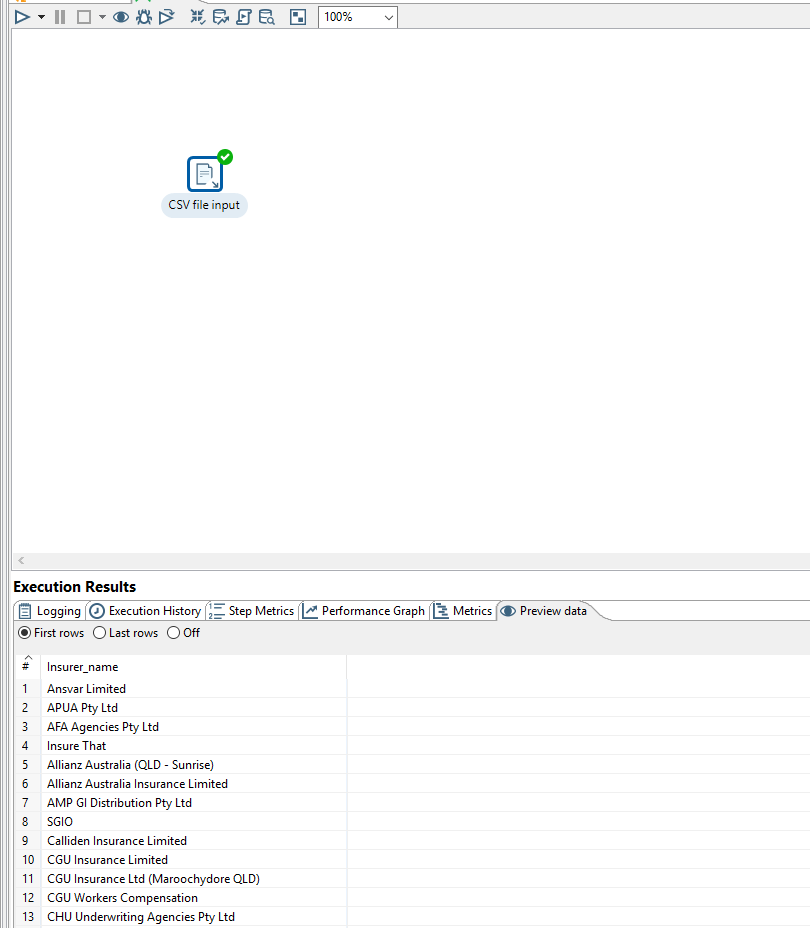 100%
CSV file input
Execution Results
Logging Execution History Step Metrics Performance Graph Metrics Preview data
First rows Last rows Off
# Insurer_name
1 Ansvar Limited
2 APUA Pty Ltd
3 AFA Agencies Pty Ltd
4 Insure That
5 Allianz Australia (QLD - Sunrise)
6 Allianz Australia Insurance Limited
7 AMP GI Distribution Pty Ltd
8 SGIO
9 Calliden Insurance Limited
10 CGU Insurance Limited
11 CGU Insurance Ltd (Maroochydore QLD)
12 CGU Workers Compensation
13 CHU Underwriting Agencies Pty Ltd